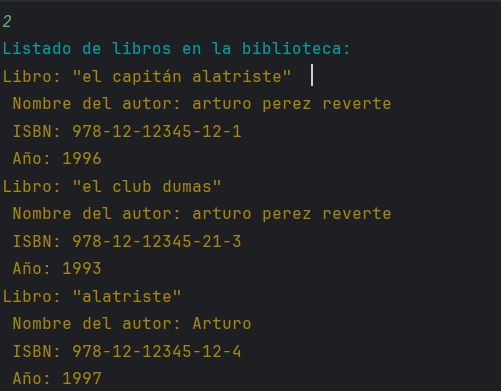 2
Listado de libros en la biblioteca:
Libro: "el capitán alatriste"
Nombre del autor: arturo perez reverte
ISBN: 978-12-12345-12-1
Año: 1996
Libro: "el club dumas"
Nombre del autor: arturo perez reverte
ISBN: 978-12-12345-21-3
Año: 1993
Libro: "alatriste"
Nombre del autor: Arturo
ISBN: 978-12-12345-12-4
Año: 1997